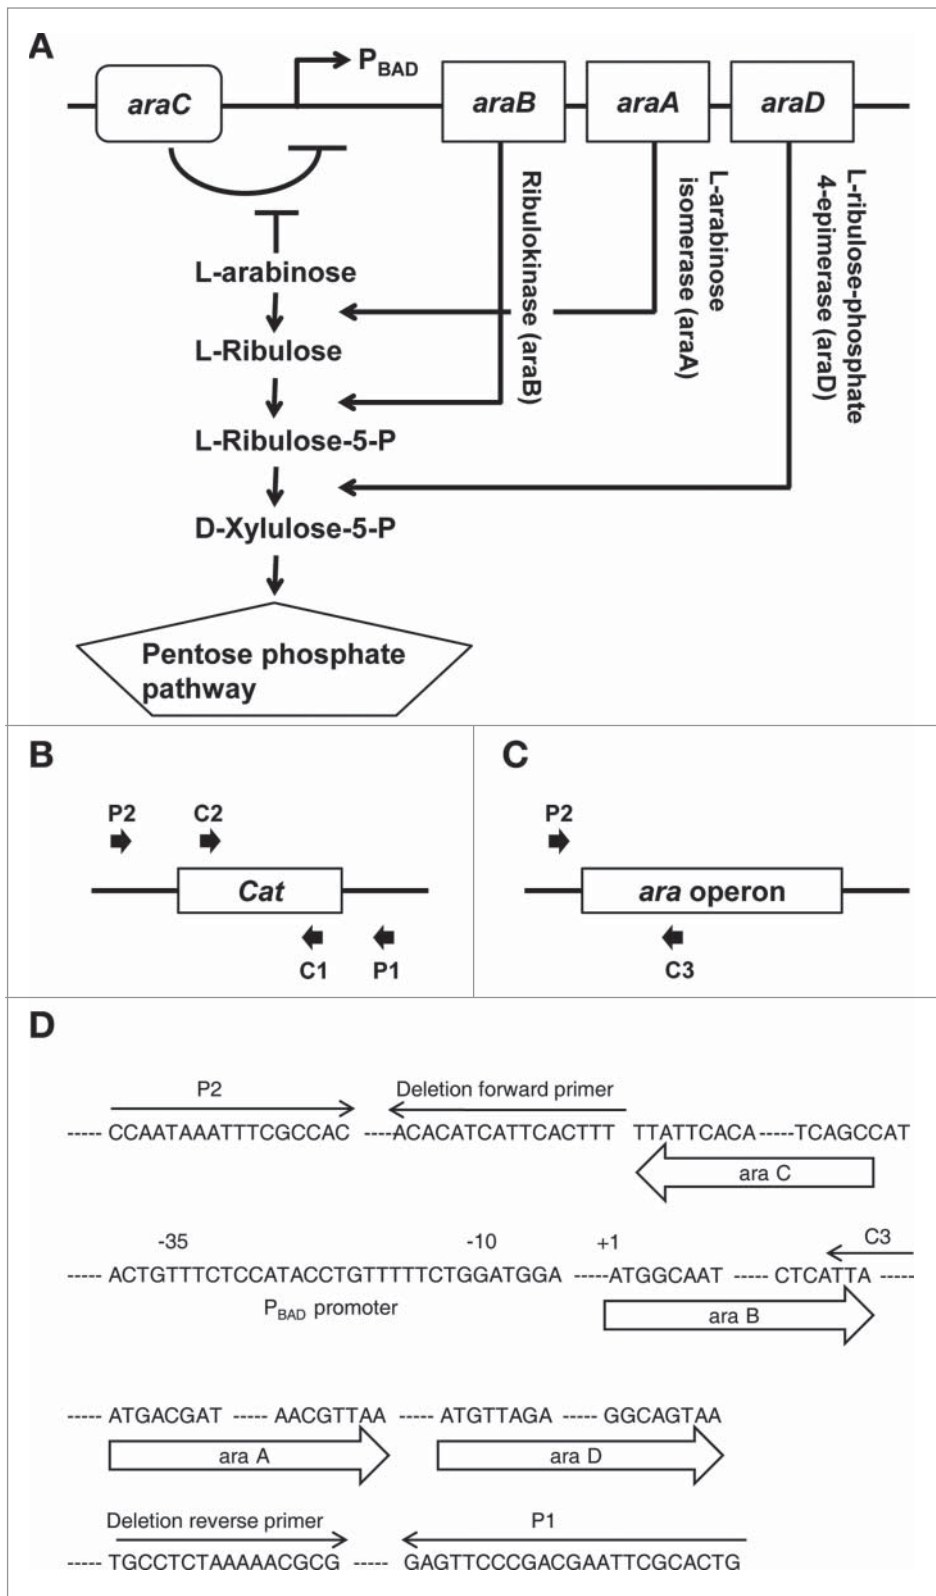 A
P_BAD
araC
araB
araA
araD
Ribulokinase (araB)
L-arabinose
isomerase (araA)
L-ribulose-phosphate
4-epimerase (araD)
L-arabinose
L-Ribulose
L-Ribulose-5-P
D-Xylulose-5-P
Pentose phosphate
pathway
B
P2
C2
Cat
C1
P1
C
P2
ara operon
C3
D
P2
Deletion forward primer
----- CCAATAAATTTCGCCAC ----ACACATCATTCACTTT TTATTCACA-----TCAGCCAT
ara C
-35
-10
+1
C3
----- ACTGTTTCTCCATACCTGTTTTTCTGGATGGA ----- ATGGCAAT ----- CTCATTA -----
P_BAD promoter
ara B
----- ATGACGAT ----- AACGTTAA ----- ATGTTAGA ----- GGCAGTAA
ara A
ara D
Deletion reverse primer
P1
----- TGCCTCTAAAAACGCG ----- GAGTTCCCGACGAATTCGCACTG